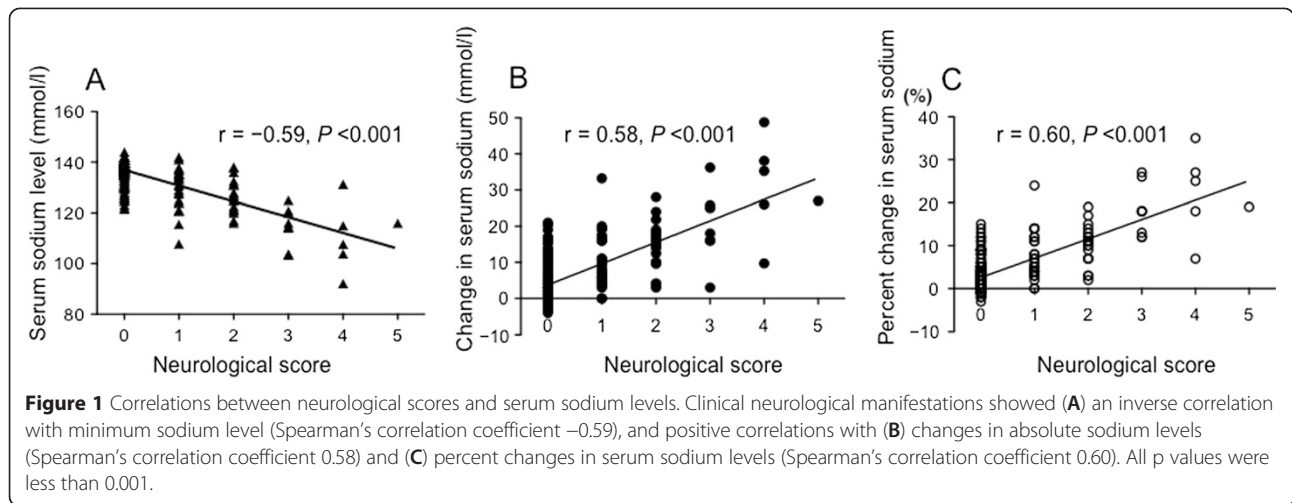 A
Serum sodium level (mmol/l)
160
140
120
100
80
r = −0.59, P <0.001
0 1 2 3 4 5
Neurological score
B
Change in serum sodium (mmol/l)
50
40
30
20
10
0
−10
r = 0.58, P <0.001
0 1 2 3 4 5
Neurological score
C
Percent change in serum sodium
(%)
40
30
20
10
0
−10
r = 0.60, P <0.001
0 1 2 3 4 5
Neurological score
Figure 1 Correlations between neurological scores and serum sodium levels. Clinical neurological manifestations showed (A) an inverse correlation
with minimum sodium level (Spearman's correlation coefficient −0.59), and positive correlations with (B) changes in absolute sodium levels
(Spearman's correlation coefficient 0.58) and (C) percent changes in serum sodium levels (Spearman's correlation coefficient 0.60). All p values were
less than 0.001.